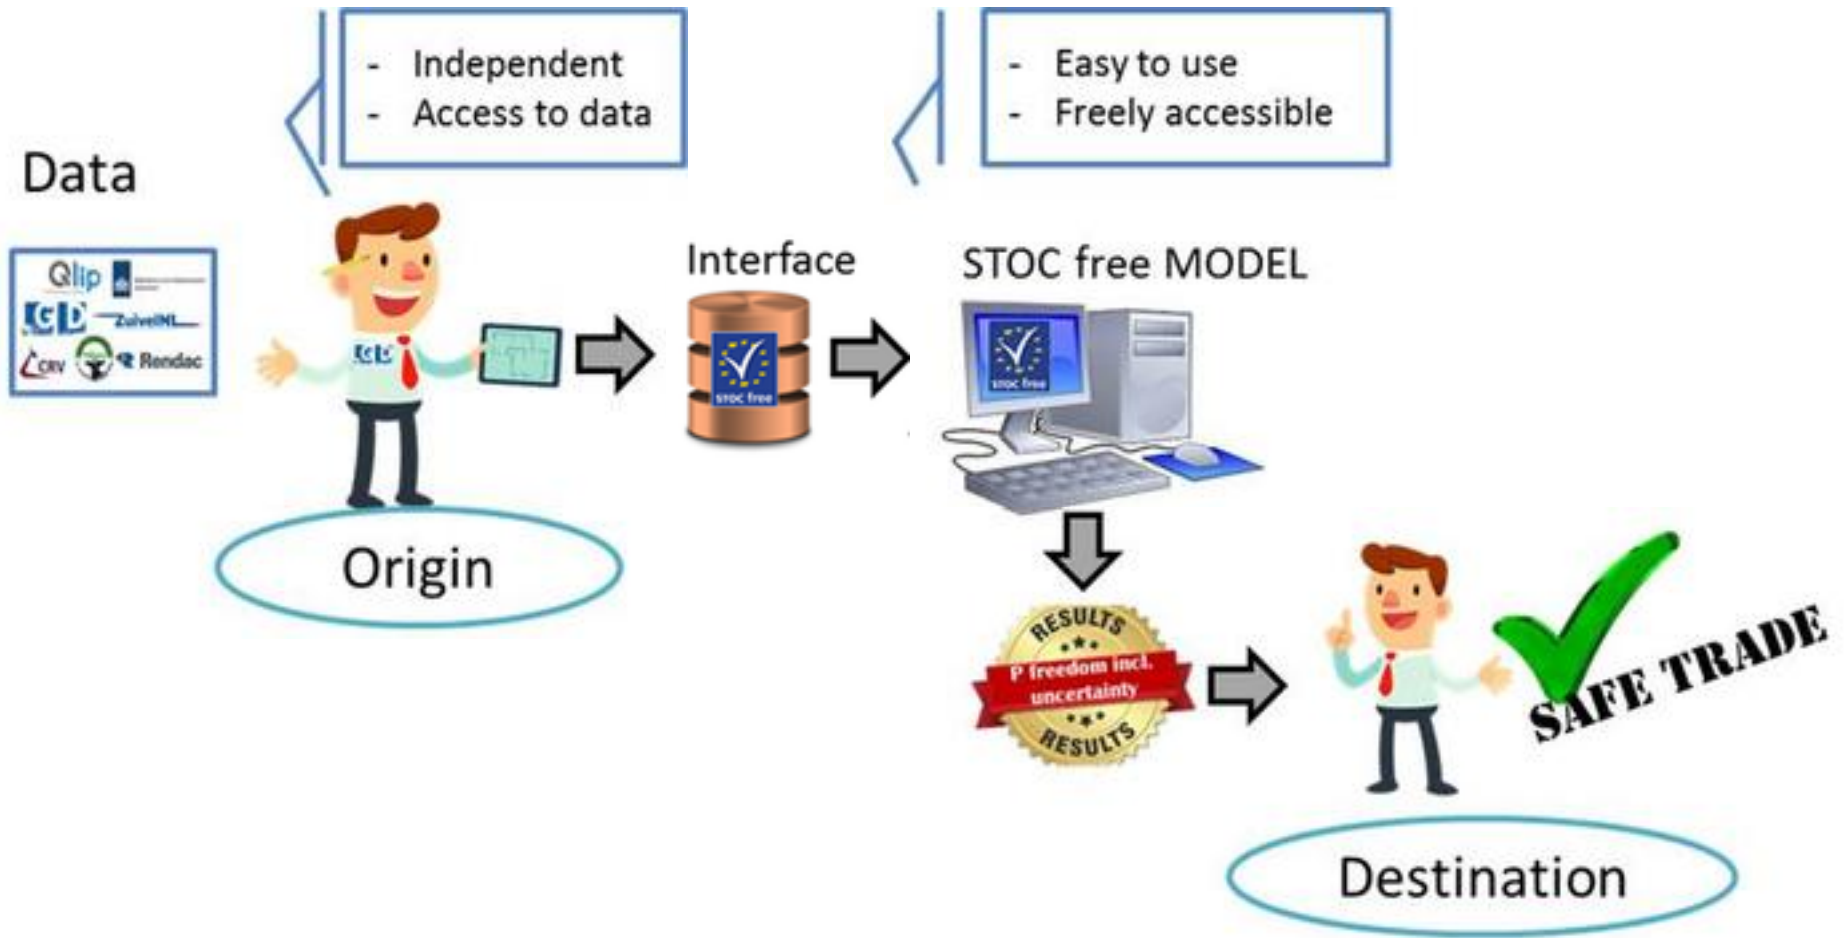 - Independent
- Access to data
- Easy to use
- Freely accessible
Data
Qlip
GD
ZuivelNL
CRV
Rendac
GD
Interface
STOC free
STOC free MODEL
STOC free
Origin
RESULTS
P freedom incl.
uncertainty
RESULTS
SAFE TRADE
Destination